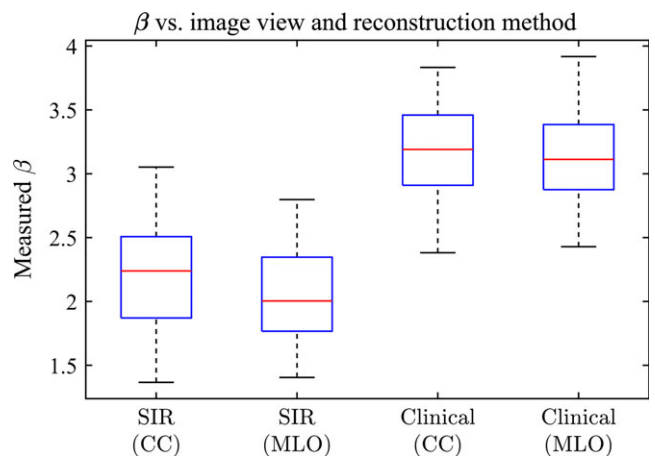 β vs. image view and reconstruction method
Measured β
4
3.5
3
2.5
2
1.5
SIR
(CC)
SIR
(MLO)
Clinical
(CC)
Clinical
(MLO)